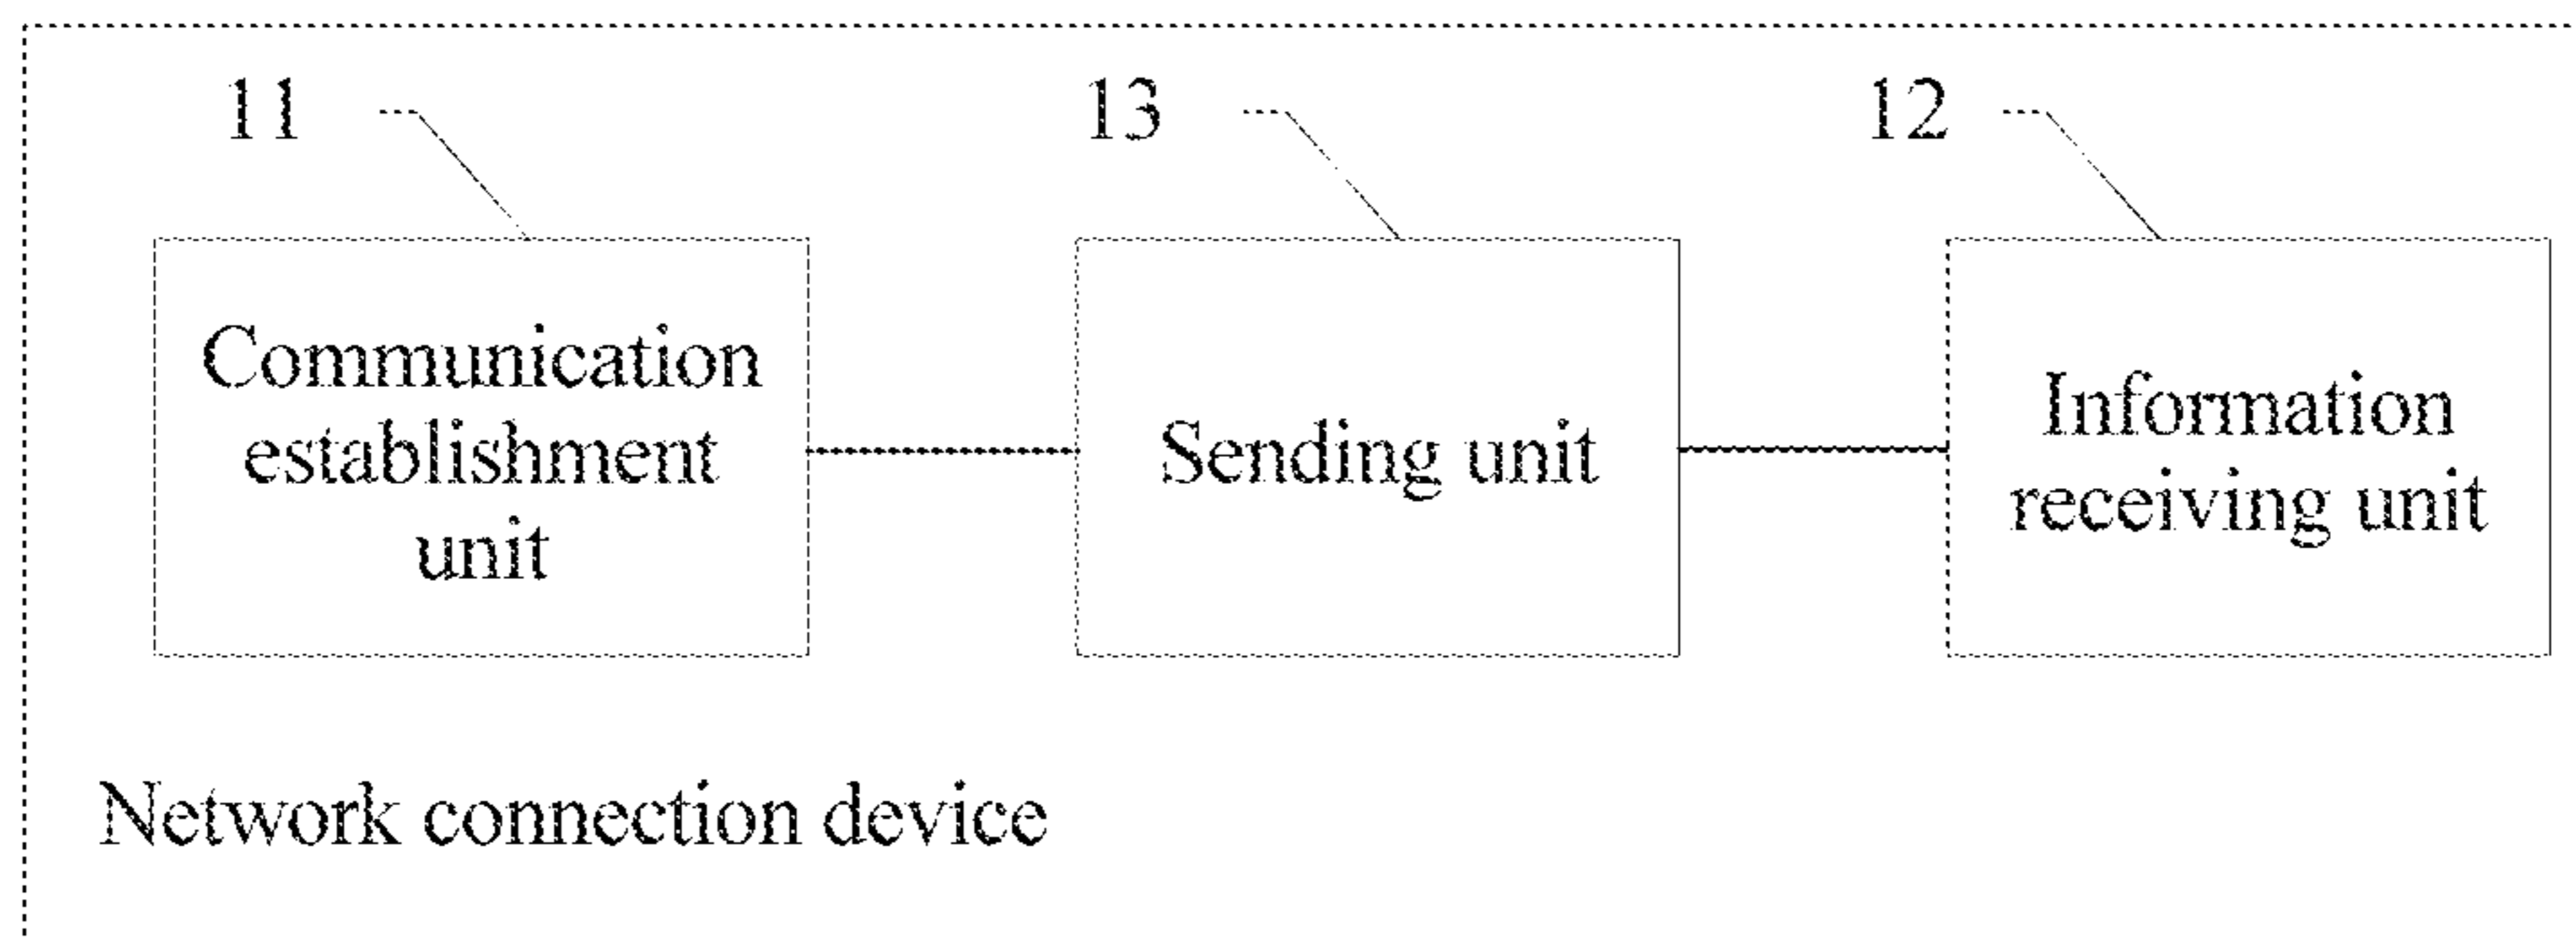 11
13
12
Communication
establishment
unit
Sending unit
Information
receiving unit
Network connection device